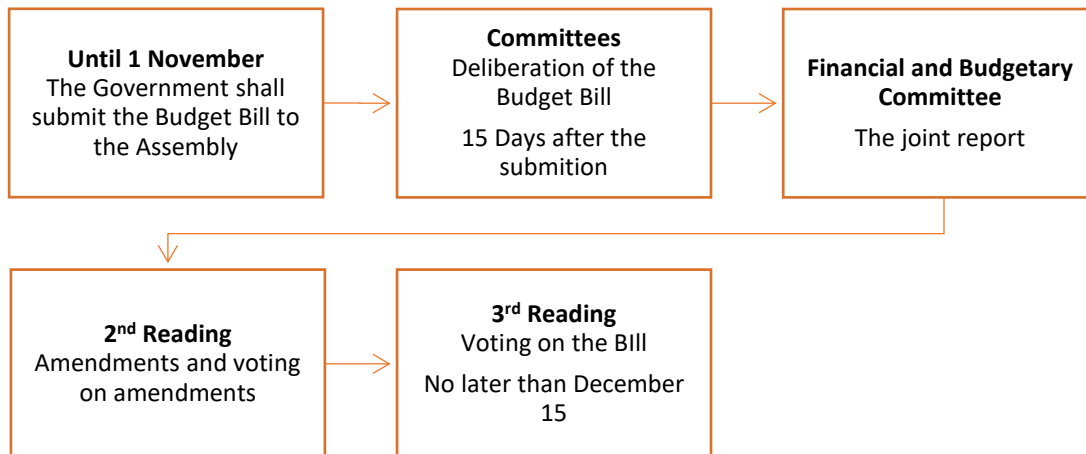 Until 1 November
The Government shall
submit the Budget Bill to
the Assembly
Committees
Deliberation of the
Budget Bill
15 Days after the
submition
Financial and Budgetary
Committee
The joint report
2nd Reading
Amendments and voting
on amendments
3rd Reading
Voting on the BIll
No later than December
15